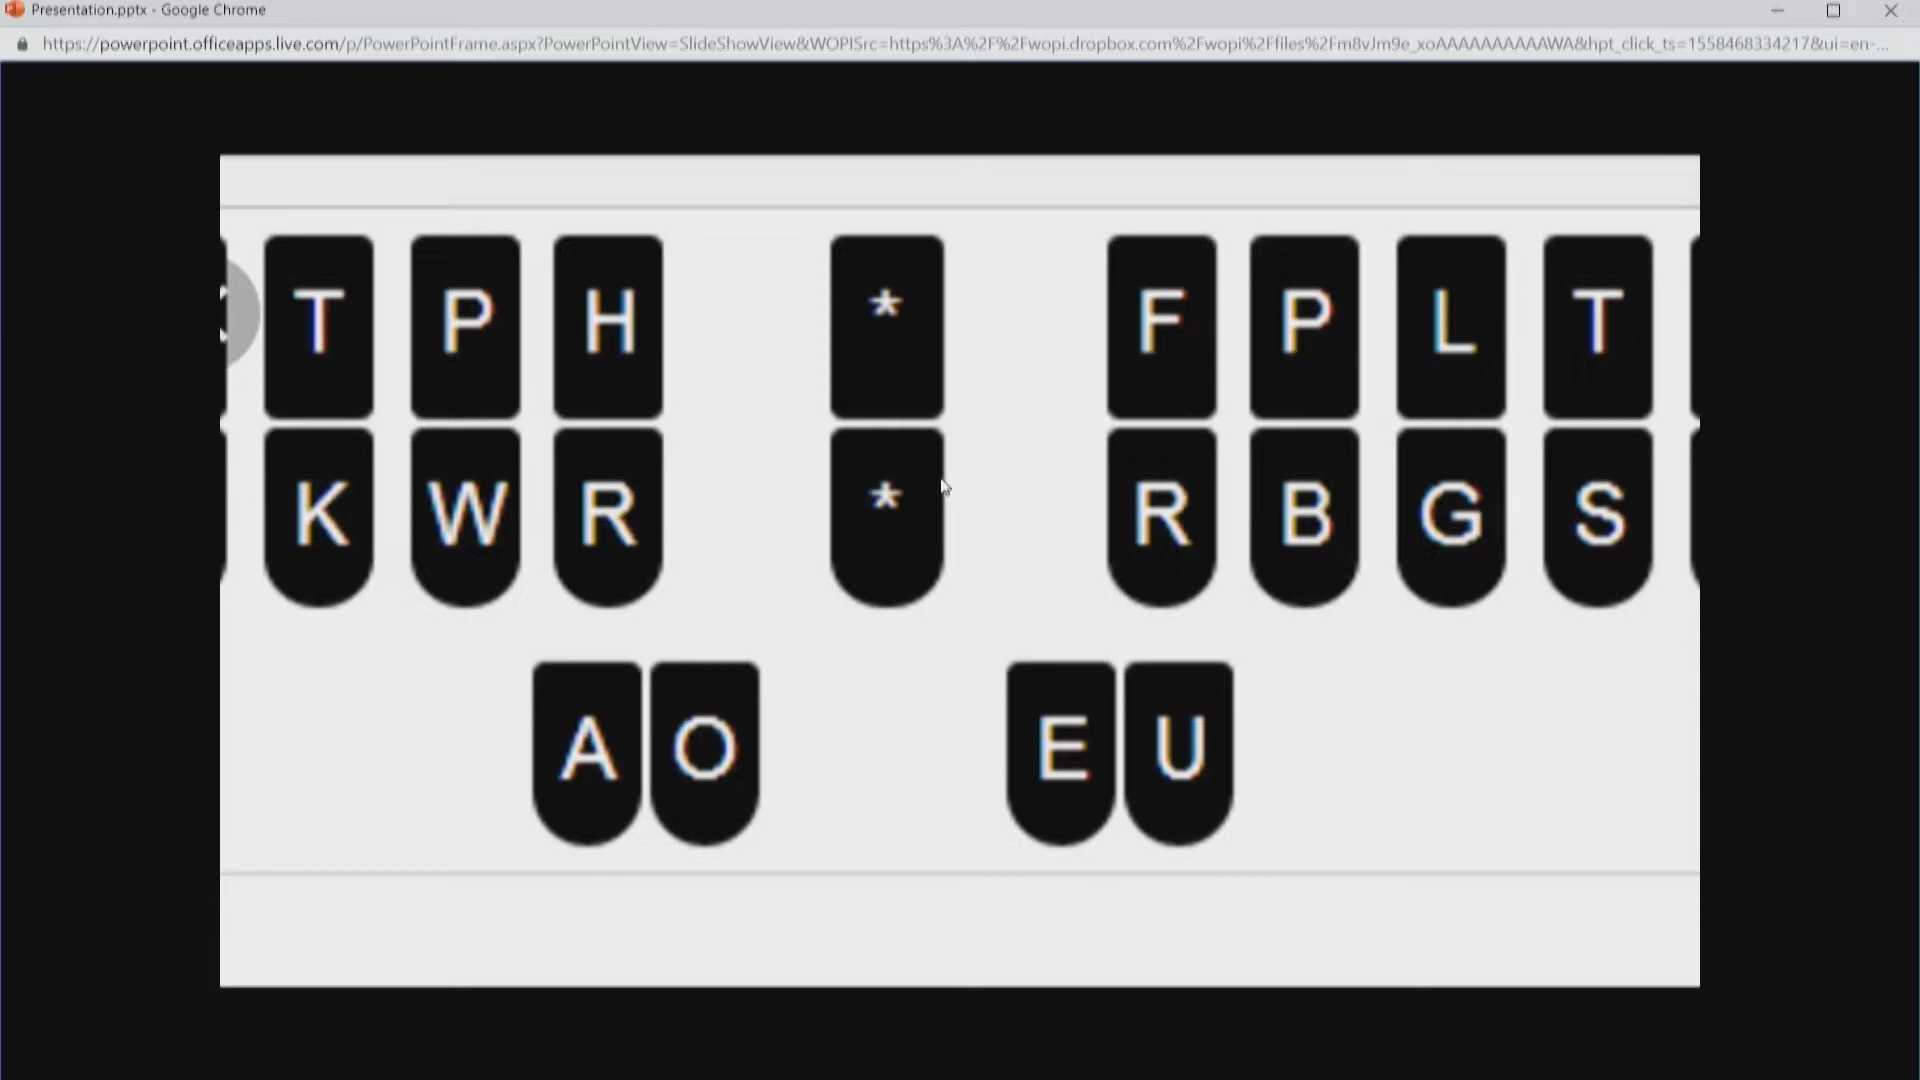 Presentation.pptx - Google Chrome
https://powerpoint.officeapps.live.com/p/PowerPointFrame.aspx?PowerPointView=SlideShowView&WOPISrc=https%3A%2F%2Fwopi.dropbox.com%2Fwopi%2Ffiles%2Fm8vJm9e_xoAAAAAAAAAAWA&hpt_click_ts=1558468334217&ui=en-...
T P H * F P L T
K W R * R B G S
A O E U